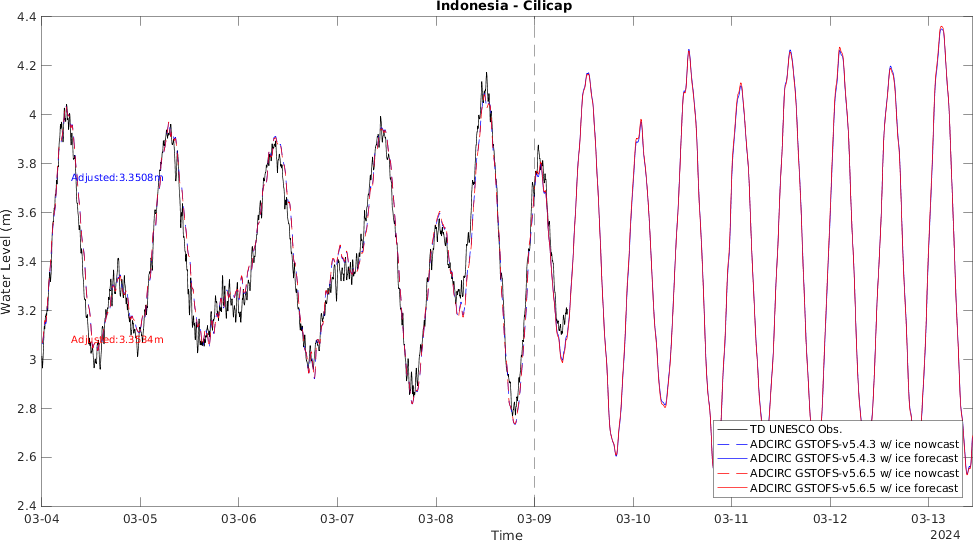 Indonesia - Cilicap
4.4
4.2
4
3.8
3.6
3.4
3.2
3
2.8
2.6
2.4
Water Level (m)
Adjusted:3.3508m
TD UNESCO Obs.
ADCIRC GSTOFS-v5.4.3 w/ ice nowcast
ADCIRC GSTOFS-v5.4.3 w/ ice forecast
ADCIRC GSTOFS-v5.6.5 w/ ice nowcast
ADCIRC GSTOFS-v5.6.5 w/ ice forecast
03-04 03-05 03-06 03-07 03-08 03-09 03-10 03-11 03-12 03-13
Time
2024